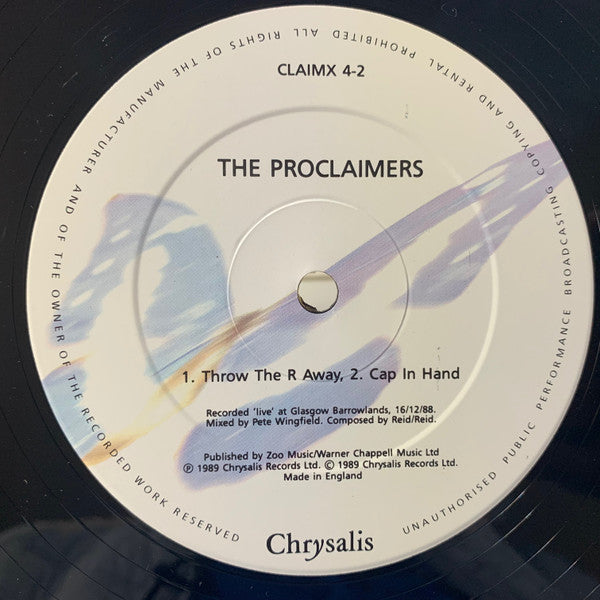 CLAIMX 4-2
THE PROCLAIMERS
1. Throw The R Away, 2. Cap In Hand
Recorded 'live' at Glasgow Barrowlands, 16/12/88.
Mixed by Pete Wingfield. Composed by Reid/Reid.
Published by Zoo Music/Warner Chappell Music Ltd
Ⓟ 1989 Chrysalis Records Ltd. © 1989 Chrysalis Records Ltd.
Made in England
Chrysalis
ALL RIGHTS OF THE MANUFACTURER AND OF THE OWNER OF THE RECORDED WORK RESERVED
UNAUTHORISED PUBLIC PERFORMANCE BROADCASTING COPYING AND RENTAL PROHIBITED